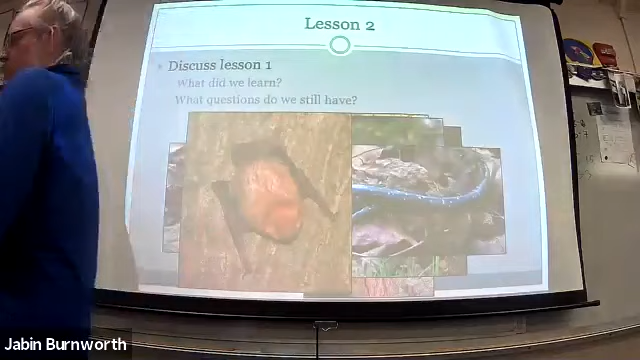 Lesson 2
Discuss lesson 1
What did we learn?
What questions do we still have?
Jabin Burnworth